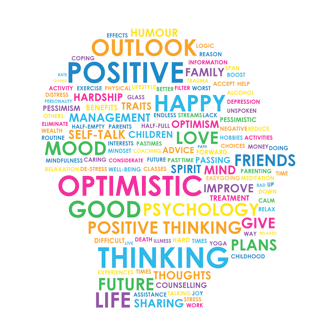 EFFECTS HUMOUR
OUTLOOK LOGIC
COPING REASON
POSITIVE INFORMATION
RATE FAMILY SPAN
BOOST
TRAUMA ACCEPT HELP
ACTIVITY EXERCISE PHYSICAL LIFESTYLE BETTER FILTER WORST
DISTRESS HARDSHIP GLASS HAPPY ALCOHOL
PERSONALITY DEPRESSION
PESSIMISM BENEFITS TRAITS UNSPOKEN
OTHERS MANAGEMENT ENDLESS STREAMS LACK
ELIMINATE HALF-EMPTY PARENTS HALF-FULL OPTIMISM PESSIMISTIC
WEALTH SELF-TALK CHILDREN LOVE NEGATIVE REDUCE
ROUTINE HOBBIES ACTIVITIES
MOOD INTERESTS PASTIMES PAIN CHOICES MONEY DOING
MINDSET COACHING ADVICE FORWARD
MINDFULNESS CARING CONSIDERATE FUTURE PASTTIME PASSING FRIENDS
RELAXATION DE-STRESS WELL-BEING CLASSES SPIRIT MIND PARENTING
TIME
OPTIMISTIC EASYGOING MEDITATION
IMPROVE BAD UP
DOWN
TREATMENT CALM
GOOD PSYCHOLOGY RELAX
POSITIVE THINKING GIVE
WAY
DIFFICULT LIVE DEATH ILLNESS HARD TIMES YOGA PLANS
THINKING CHILDHOOD
EXPERIENCES TIMES THOUGHTS
FUTURE COUNSELLING
LIFE ASSISTANCE TALKING JOY
SHARING STRESS
WORK